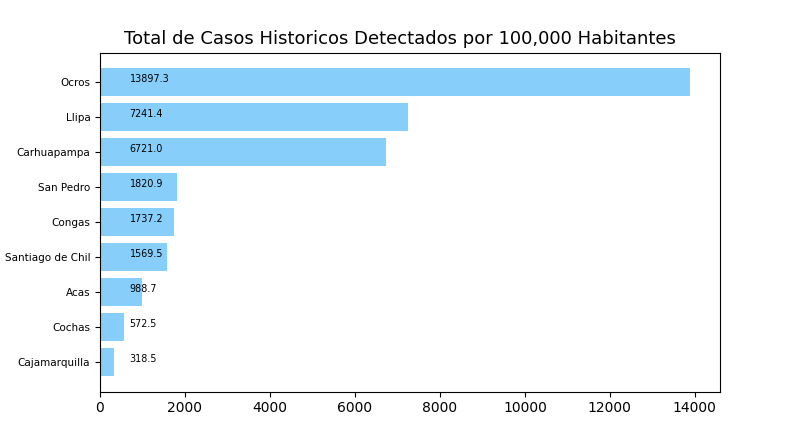 Total de Casos Historicos Detectados por 100,000 Habitantes
Ocros 13897.3
Llipa 7241.4
Carhuapampa 6721.0
San Pedro 1820.9
Congas 1737.2
Santiago de Chil 1569.5
Acas 988.7
Cochas 572.5
Cajamarquilla 318.5
0 2000 4000 6000 8000 10000 12000 14000